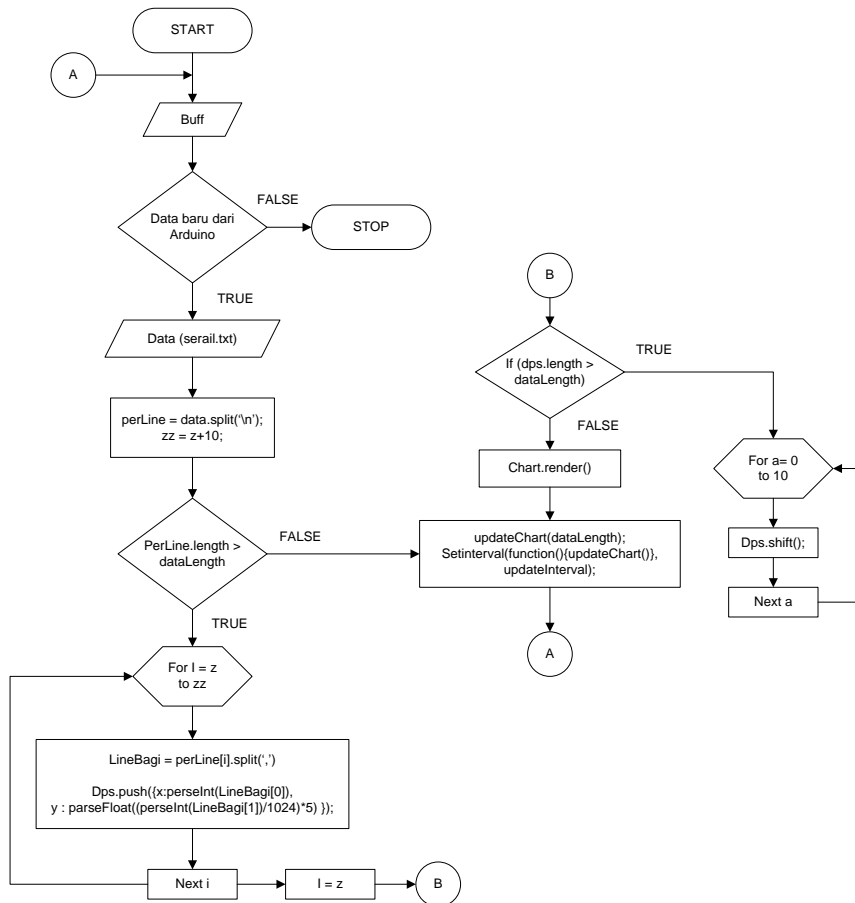 START
A
Buff
FALSE
Data baru dari
Arduino
STOP
TRUE
Data (serail.txt)
perLine = data.split(‘\n’);
zz = z+10;
PerLine.length >
dataLength
FALSE
TRUE
For I = z
to zz
LineBagi = perLine[i].split(‘,’)
Dps.push({x:perseInt(LineBagi[0]),
y : parseFloat((perseInt(LineBagi[1])/1024)*5) });
Next i
I = z
B
B
If (dps.length >
dataLength)
TRUE
FALSE
Chart.render()
updateChart(dataLength);
Setinterval(function(){updateChart()},
updateInterval);
A
For a= 0
to 10
Dps.shift();
Next a